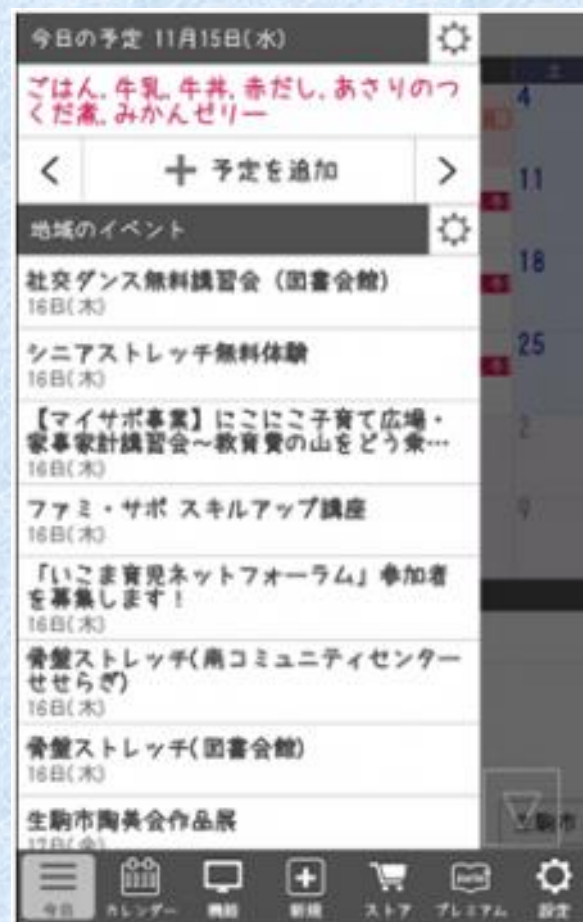 今日の予定 11月15日(水)
ごはん,牛乳,牛丼,赤だし,あさりのつ
くだ煮,みかんゼリー
+ 予定を追加
地域のイベント
社交ダンス無料講習会（図書会館）
16日(木)
シニアストレッチ無料体験
16日(木)
【マイサポ事業】にこにこ子育て広場・
家事家計講習会～教育費の山をどう乗…
16日(木)
ファミ・サポ スキルアップ講座
16日(木)
「いこま育児ネットフォーラム」参加者
を募集します！
16日(木)
骨盤ストレッチ(南コミュニティセンター
せせらぎ)
16日(木)
骨盤ストレッチ(図書会館)
16日(木)
生駒市陶美会作品展
17日(金)
土
4
11
18
25
2
9
生駒市
今日 カレンダー 機能 新規 ストア プレミアム 設定